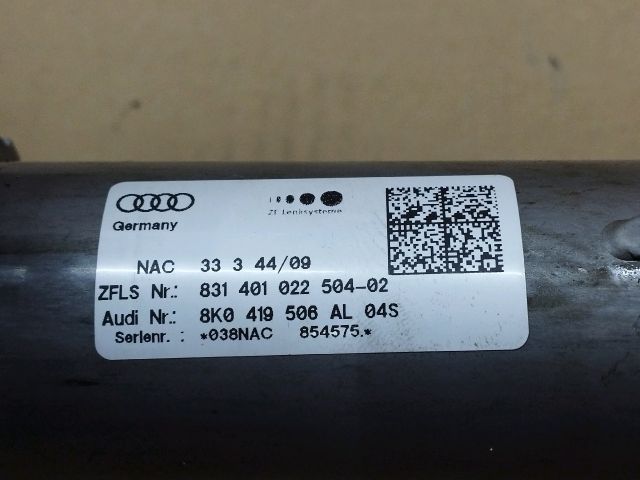 Germany
ZF Lenksysteme
NAC 33 3 44/09
ZFLS Nr.: 831 401 022 504-02
Audi Nr.: 8K0 419 506 AL 04S
Serienr. : *038NAC 854575.*